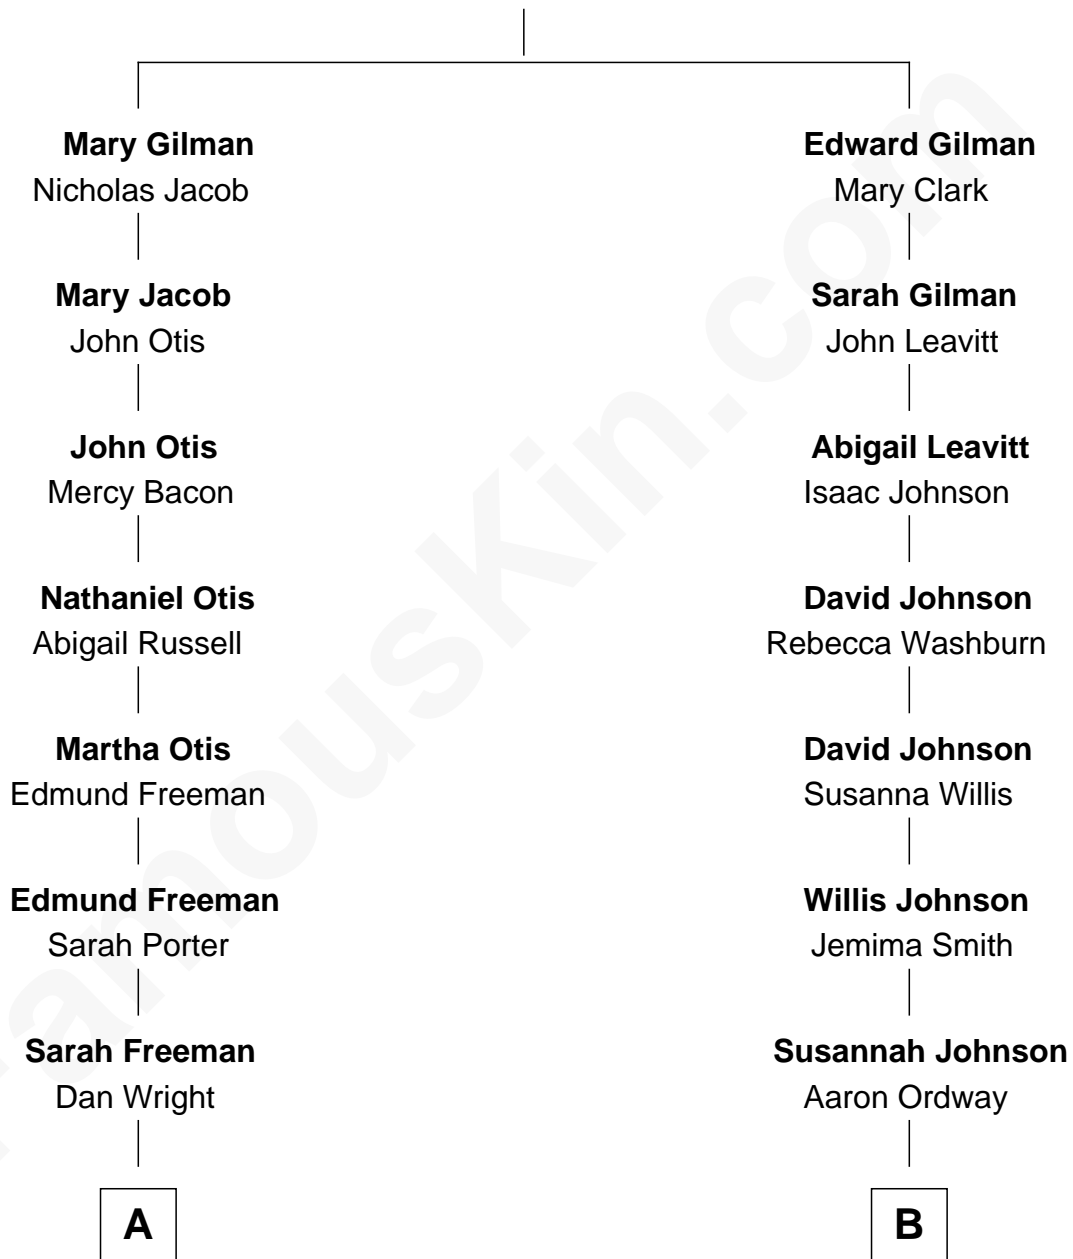 Mary Gilman
Nicholas Jacob
Mary Jacob
John Otis
John Otis
Mercy Bacon
Nathaniel Otis
Abigail Russell
Martha Otis
Edmund Freeman
Edmund Freeman
Sarah Porter
Sarah Freeman
Dan Wright
A
Edward Gilman
Mary Clark
Sarah Gilman
John Leavitt
Abigail Leavitt
Isaac Johnson
David Johnson
Rebecca Washburn
David Johnson
Susanna Willis
Willis Johnson
Jemima Smith
Susannah Johnson
Aaron Ordway
B
FamousKin.com